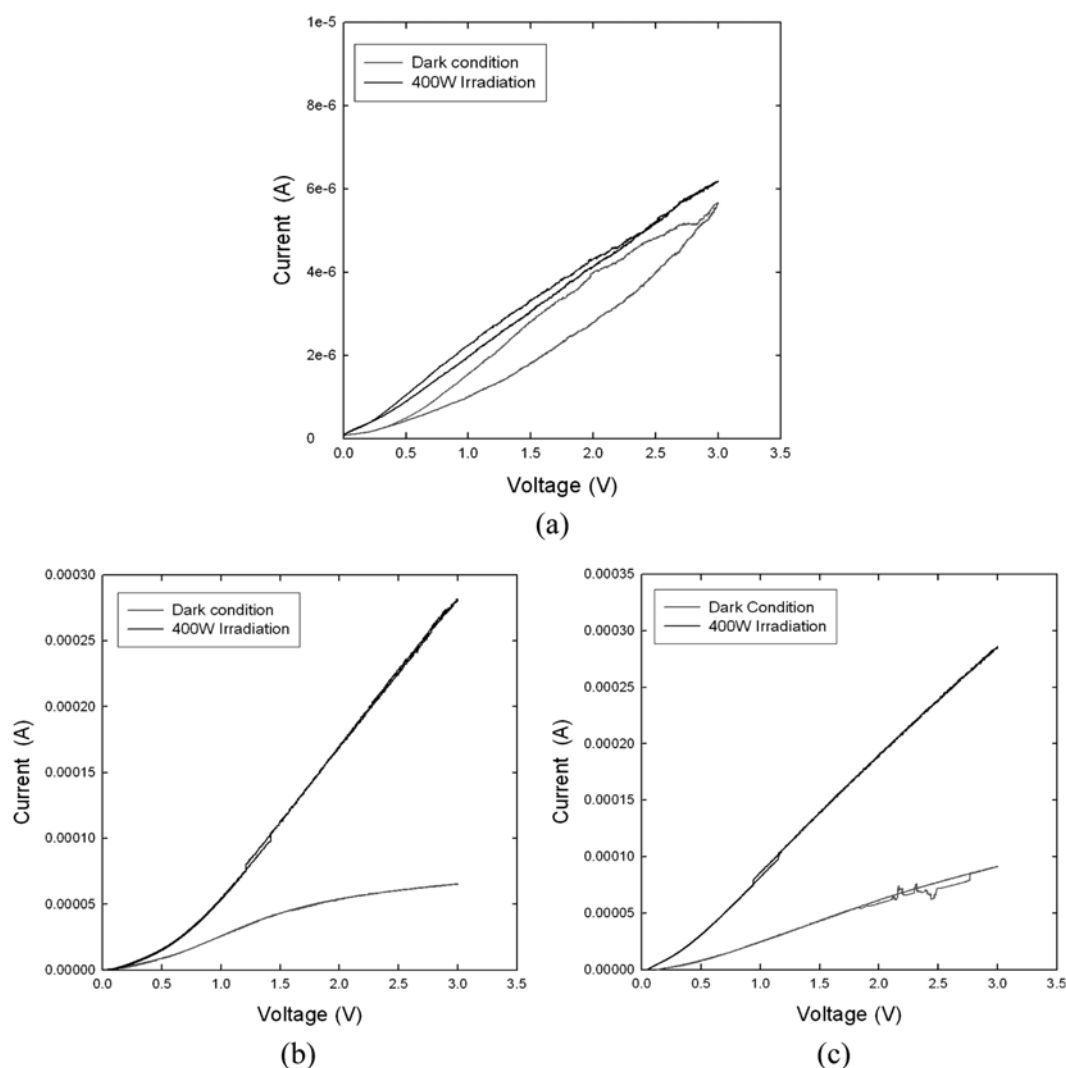 1e-5
8e-6
6e-6
4e-6
2e-6
0
Current (A)
Dark condition
400W Irradiation
0.0 0.5 1.0 1.5 2.0 2.5 3.0 3.5
Voltage (V)
(a)
0.00030
0.00025
0.00020
0.00015
0.00010
0.00005
0.00000
Current (A)
Dark condition
400W Irradiation
0.0 0.5 1.0 1.5 2.0 2.5 3.0 3.5
Voltage (V)
(b)
0.00035
0.00030
0.00025
0.00020
0.00015
0.00010
0.00005
0.00000
Current (A)
Dark Condition
400W Irradiation
0.0 0.5 1.0 1.5 2.0 2.5 3.0 3.5
Voltage (V)
(c)